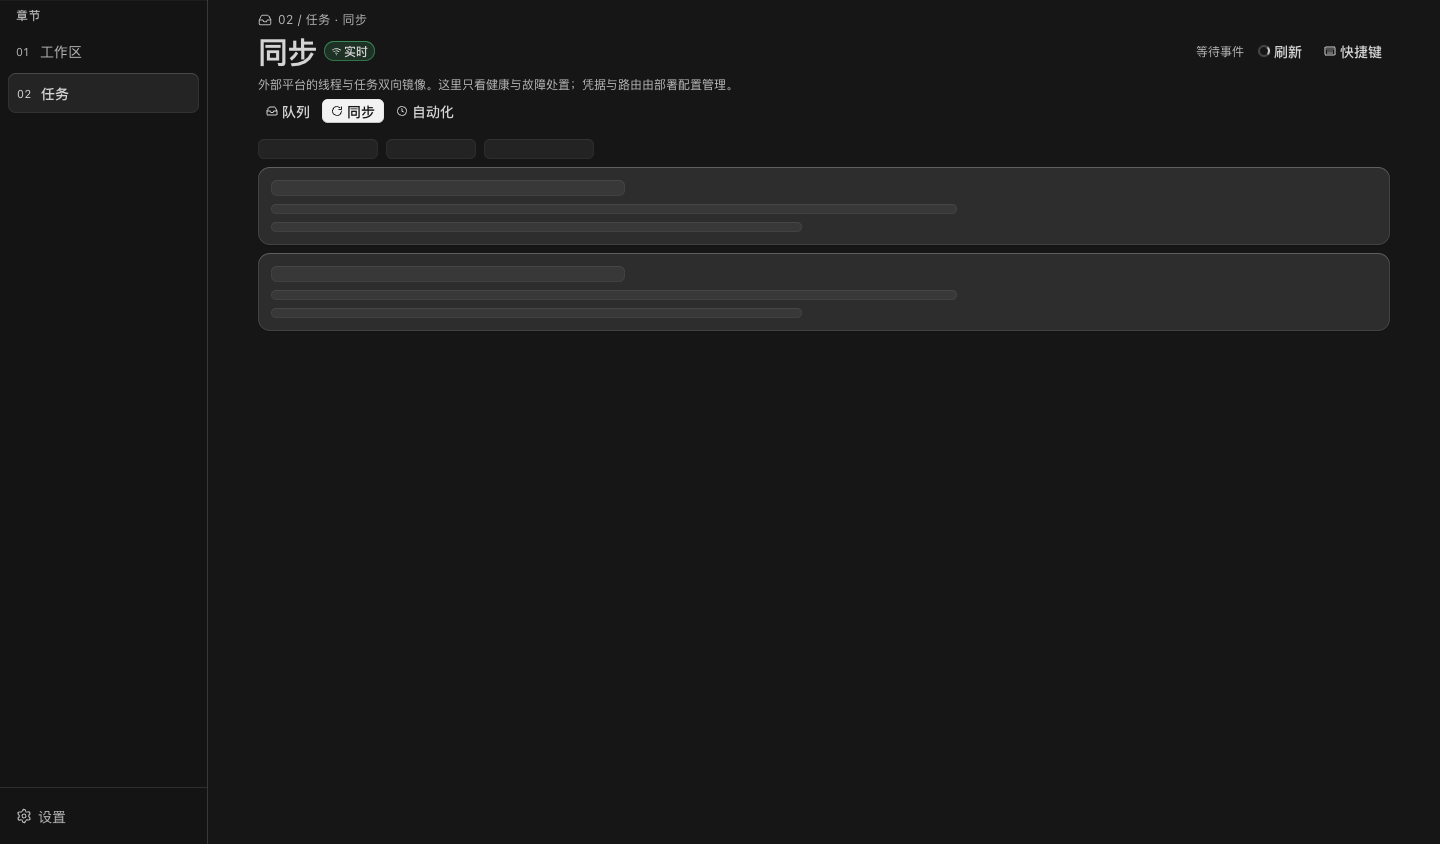 章节
01 工作区
02 任务
设置
02 / 任务 · 同步
同步 实时
等待事件 刷新 快捷键
外部平台的线程与任务双向镜像。这里只看健康与故障处置；凭据与路由由部署配置管理。
队列 同步 自动化